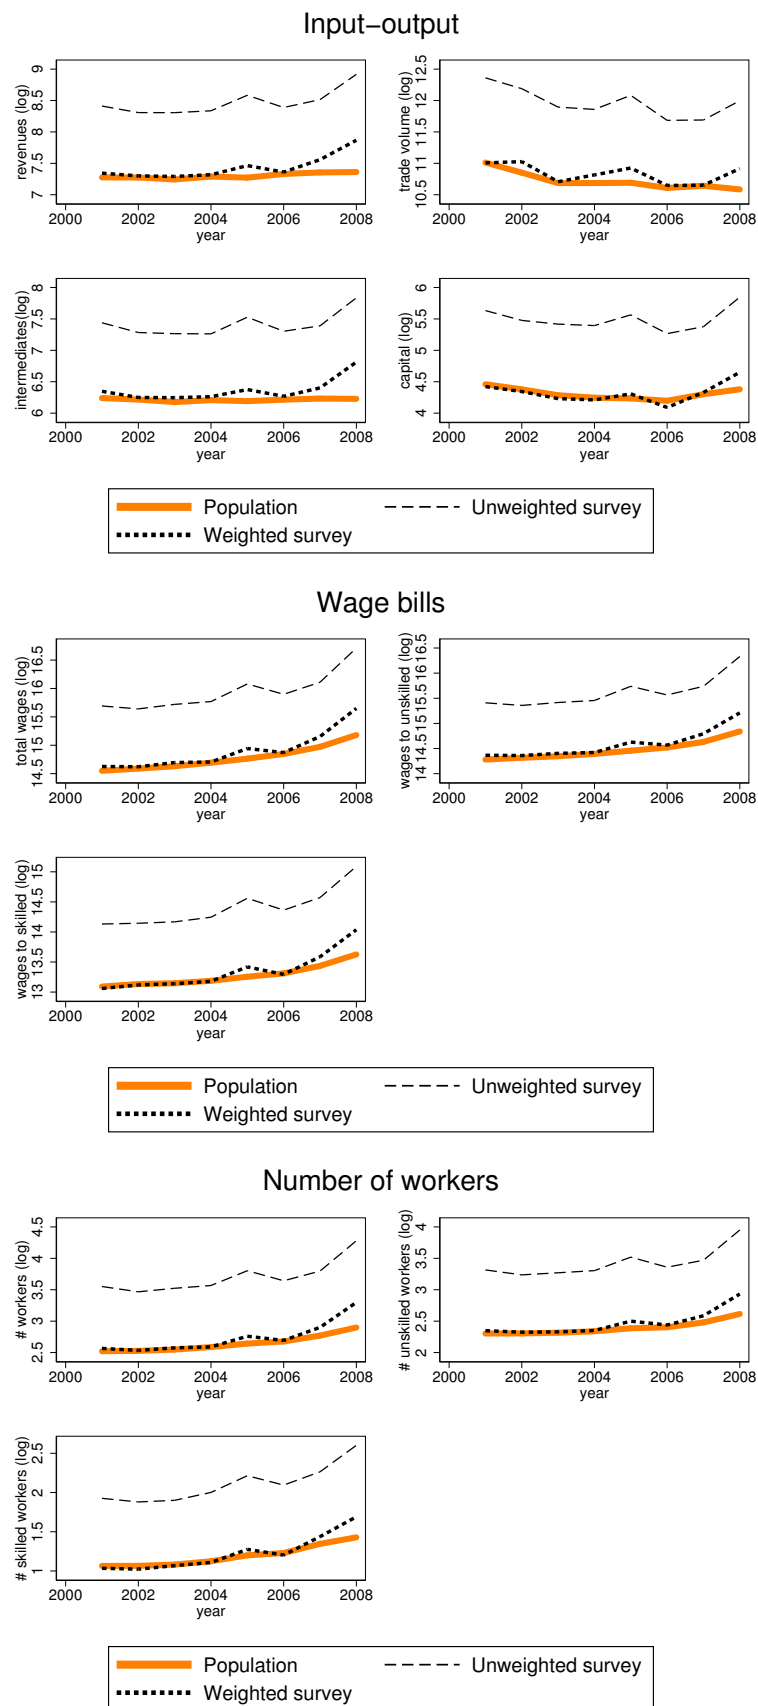 Input−output
revenues (log)
7 7.5 8 8.5 9
2000 2002 2004 2006 2008
year
trade volume (log)
10.5 11 11.5 12 12.5
2000 2002 2004 2006 2008
year
intermediates(log)
6 6.5 7 7.5 8
2000 2002 2004 2006 2008
year
capital (log)
4 4.5 5 5.5 6
2000 2002 2004 2006 2008
year
Population
Unweighted survey
Weighted survey
Wage bills
total wages (log)
14.5 15 15.5 16 16.5
2000 2002 2004 2006 2008
year
wages to unskilled (log)
14 14.5 15 15.5 16 16.5
2000 2002 2004 2006 2008
year
wages to skilled (log)
13 13.5 14 14.5 15
2000 2002 2004 2006 2008
year
Population
Unweighted survey
Weighted survey
Number of workers
# workers (log)
2.5 3 3.5 4 4.5
2000 2002 2004 2006 2008
year
# unskilled workers (log)
2 2.5 3 3.5 4
2000 2002 2004 2006 2008
year
# skilled workers (log)
1 1.5 2 2.5
2000 2002 2004 2006 2008
year
Population
Unweighted survey
Weighted survey